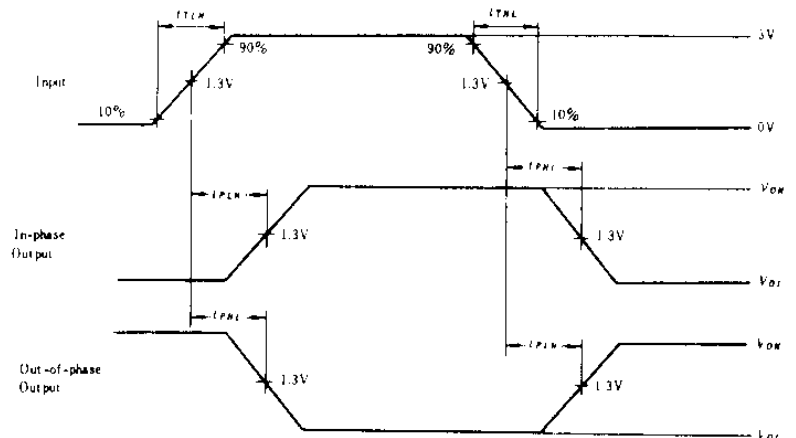 tTLH
tTHL
3V
90%
90%
Input
1.3V
1.3V
10%
10%
0V
tPLH
tPHL
VOH
In-phase
Output
1.3V
1.3V
VOL
tPHL
tPLH
VOH
Out-of-phase
Output
1.3V
1.3V
VOL